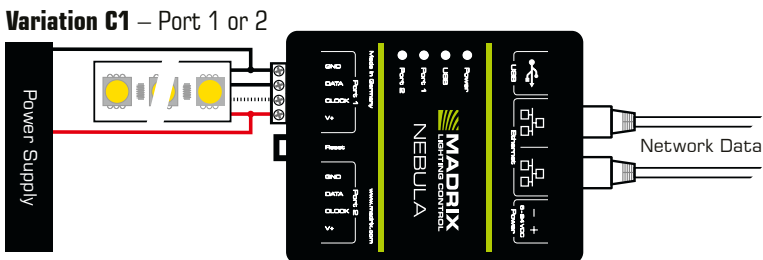 Variation C1 – Port 1 or 2
Power Supply
GND
DATA
CLOCK
V+
Port 1
Made in Germany
Reset
GND
DATA
CLOCK
V+
Port 2
www.madrix.com
Port 2
Port 1
USB
Power
MADRIX
LIGHTING CONTROL
NEBULA
USB
Ethernet
5-24 VDC
Power
– +
Network Data